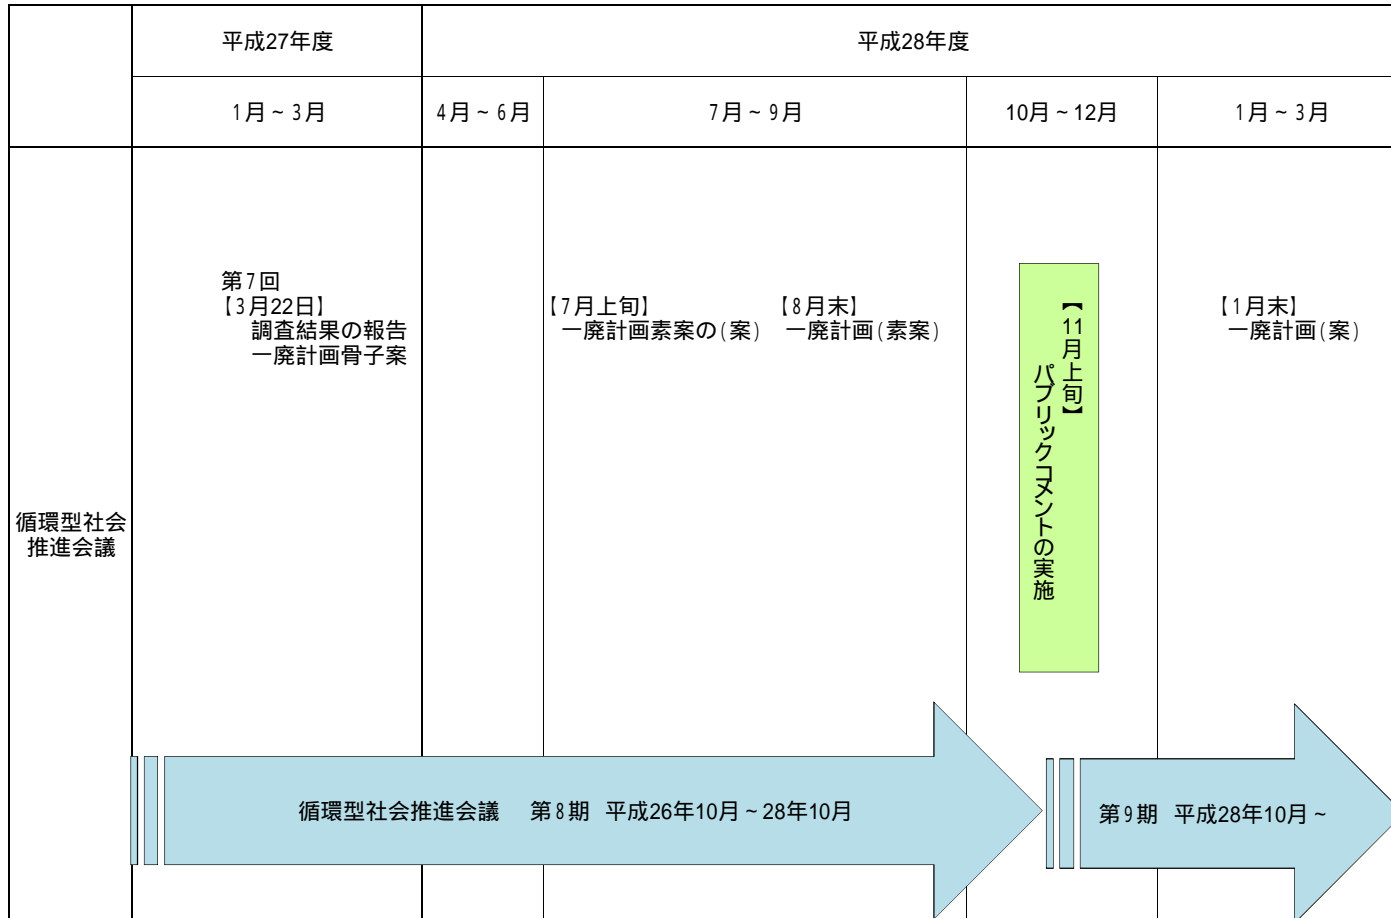 平成27年度
平成28年度
1月~3月
4月~6月
7月~9月
10月~12月
1月~3月
循環型社会
推進会議
第7回
【3月22日】
調査結果の報告
一廃計画骨子案
【7月上旬】
一廃計画素案の(案)
【8月末】
一廃計画(素案)
【11月上旬】
パブリックコメントの実施
【1月末】
一廃計画(案)
循環型社会推進会議 第8期 平成26年10月~28年10月
第9期 平成28年10月~